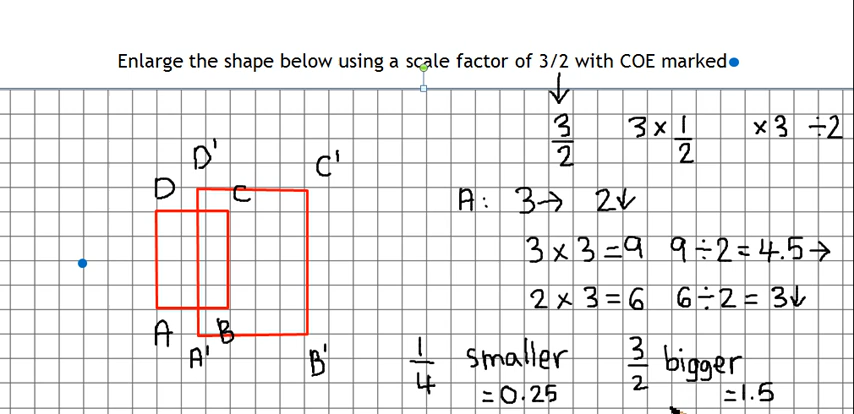 Enlarge the shape below using a scale factor of 3/2 with COE marked
3/2 3 × 1/2 ×3 ÷2
D' C'
D C
A: 3→ 2↓
3 × 3 = 9 9 ÷ 2 = 4.5 →
2 × 3 = 6 6 ÷ 2 = 3↓
A B
A' B'
1/4 smaller 3/2 bigger
= 0.25 = 1.5